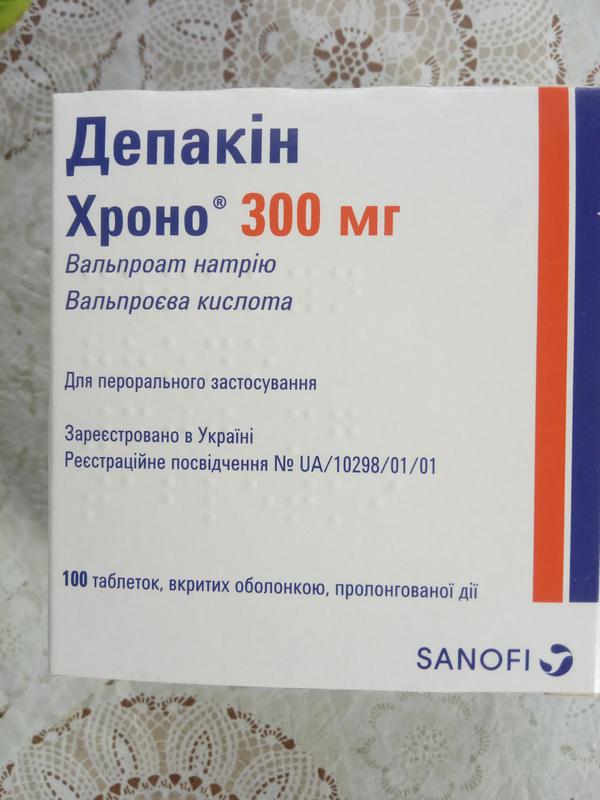 Депакін
Хроно® 300 мг
Вальпроат натрію
Вальпроєва кислота
Для перорального застосування
Зареєстровано в Україні
Реєстраційне посвідчення № UA/10298/01/01
100 таблеток, вкритих оболонкою, пролонгованої дії
SANOFI